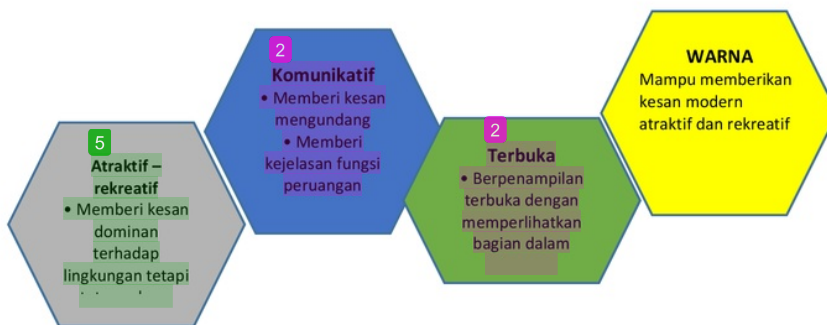 5
Atraktif –
rekreatif
• Memberi kesan
dominan
terhadap
lingkungan tetapi
2
Komunikatif
• Memberi kesan
mengundang
• Memberi
kejelasan fungsi
peruangan
2
Terbuka
• Berpenampilan
terbuka dengan
memperlihatkan
bagian dalam
WARNA
Mampu memberikan
kesan modern
atraktif dan rekreatif